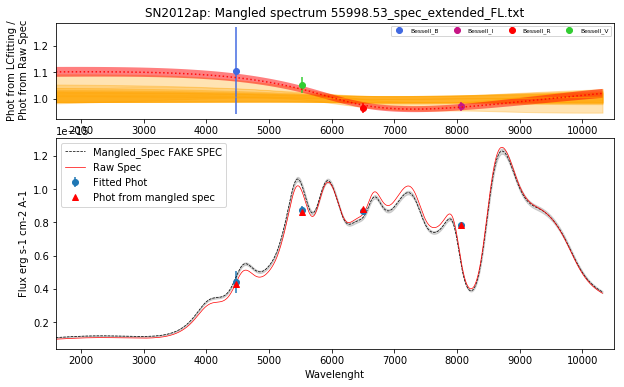 SN2012ap: Mangled spectrum 55998.53_spec_extended_FL.txt
Phot from LCfitting /
Phot from Raw Spec
1.2
1.1
1.0
Bessell_B
Bessell_I
Bessell_R
Bessell_V
2000 3000 4000 5000 6000 7000 8000 9000 10000
Flux erg s-1 cm-2 A-1
1.2
1.0
0.8
0.6
0.4
0.2
Mangled_Spec FAKE SPEC
Raw Spec
Fitted Phot
Phot from mangled spec
2000 3000 4000 5000 6000 7000 8000 9000 10000
Wavelenght